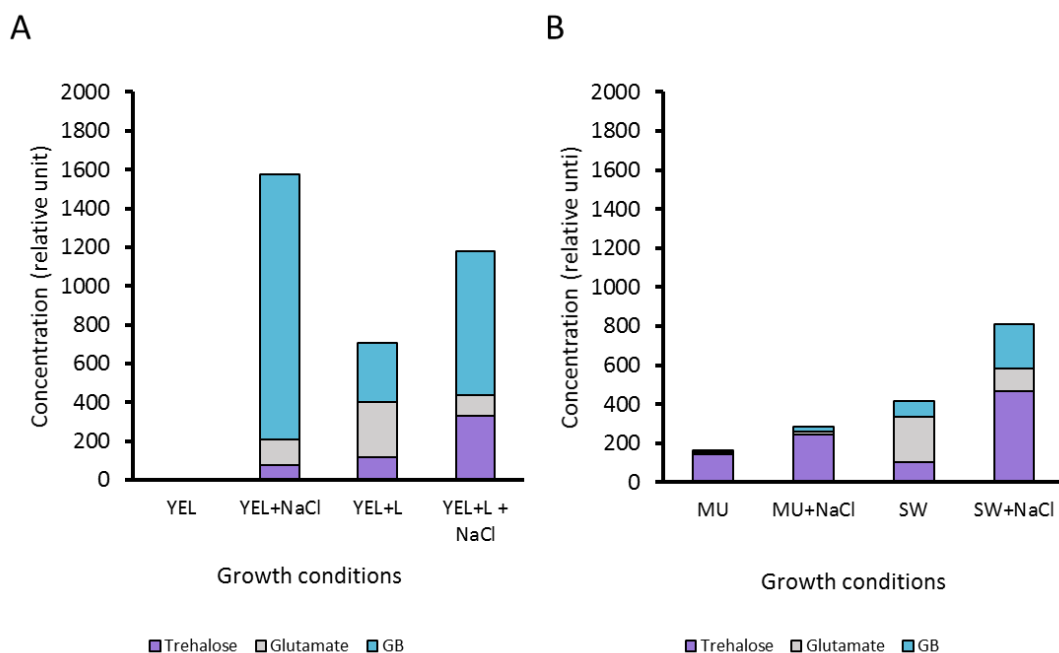 A
Concentration (relative unit)
2000
1800
1600
1400
1200
1000
800
600
400
200
0
YEL
YEL+NaCl
YEL+L
YEL+L +
NaCl
Growth conditions
Trehalose
Glutamate
GB
B
Concentration (relative unti)
2000
1800
1600
1400
1200
1000
800
600
400
200
0
MU
MU+NaCl
SW
SW+NaCl
Growth conditions
Trehalose
Glutamate
GB